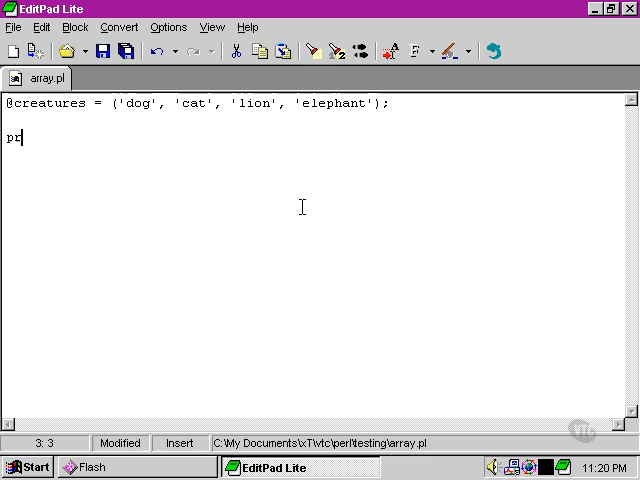 EditPad Lite
File Edit Block Convert Options View Help
array.pl
@creatures = ('dog', 'cat', 'lion', 'elephant');
pr
3: 3 Modified Insert C:\My Documents\xT\vtc\perl\testing\array.pl
Start Flash EditPad Lite 11:20 PM